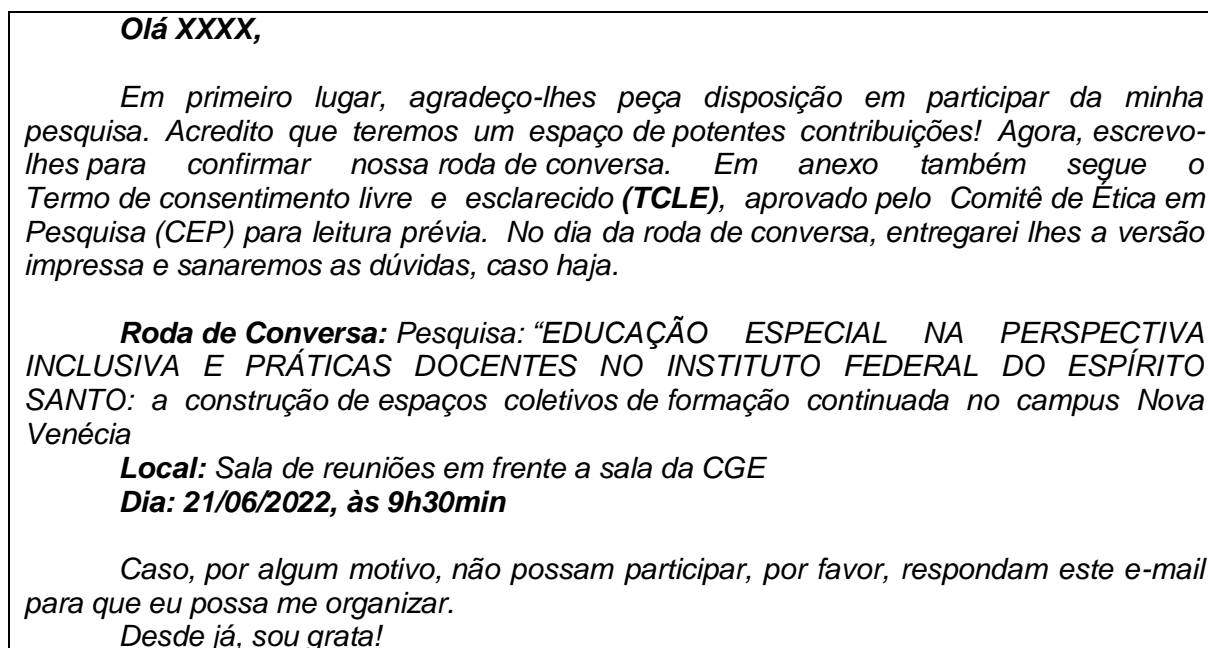 Olá XXXX,
Em primeiro lugar, agradeço-lhes peça disposição em participar da minha
pesquisa. Acredito que teremos um espaço de potentes contribuições! Agora, escrevo-
lhes para confirmar nossa roda de conversa. Em anexo também segue o
Termo de consentimento livre e esclarecido (TCLE), aprovado pelo Comitê de Ética em
Pesquisa (CEP) para leitura prévia. No dia da roda de conversa, entregarei lhes a versão
impressa e sanaremos as dúvidas, caso haja.
Roda de Conversa: Pesquisa: “EDUCAÇÃO ESPECIAL NA PERSPECTIVA
INCLUSIVA E PRÁTICAS DOCENTES NO INSTITUTO FEDERAL DO ESPÍRITO
SANTO: a construção de espaços coletivos de formação continuada no campus Nova
Venécia
Local: Sala de reuniões em frente a sala da CGE
Dia: 21/06/2022, às 9h30min
Caso, por algum motivo, não possam participar, por favor, respondam este e-mail
para que eu possa me organizar.
Desde já, sou grata!